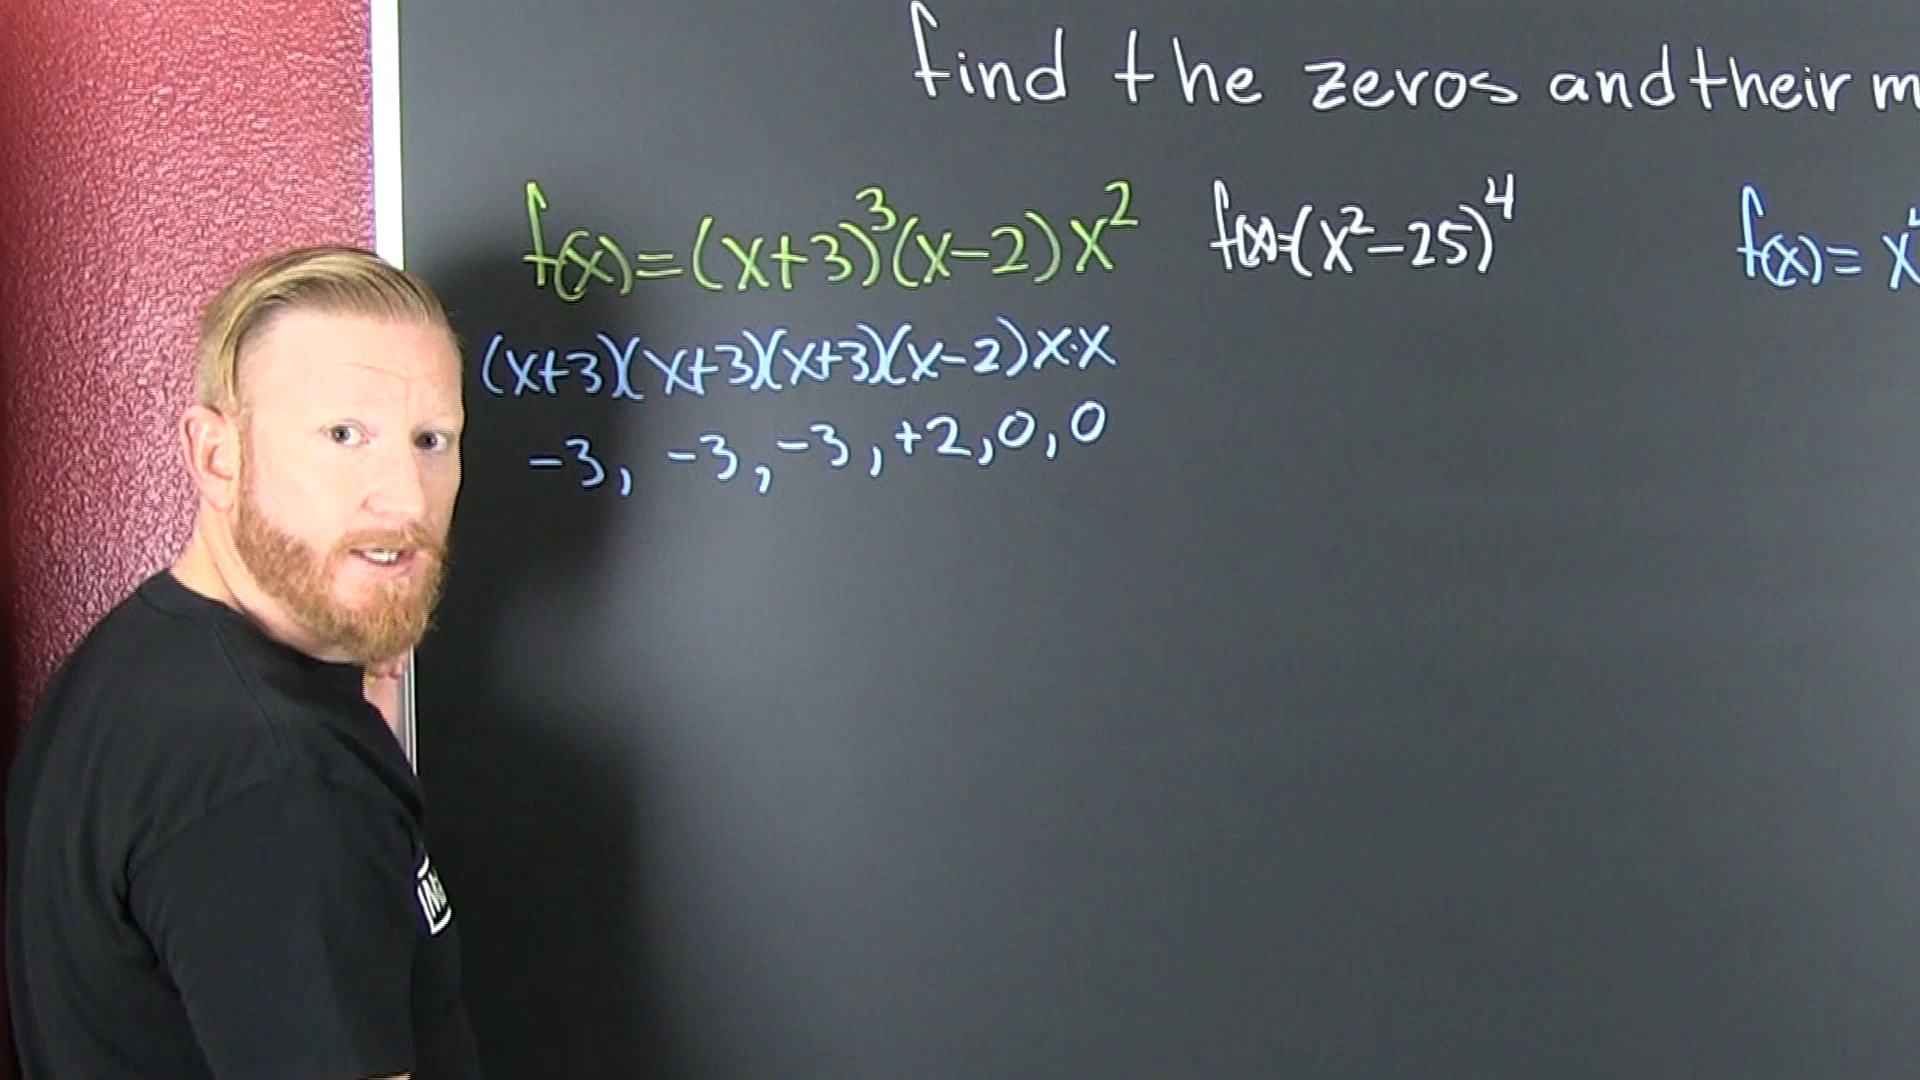 find the zeros and their m
f(x)=(x+3)³(x-2)x²
f(x)=(x²-25)⁴
f(x)= x
(x+3)(x+3)(x+3)(x-2)x·x
-3, -3, -3, +2, 0, 0